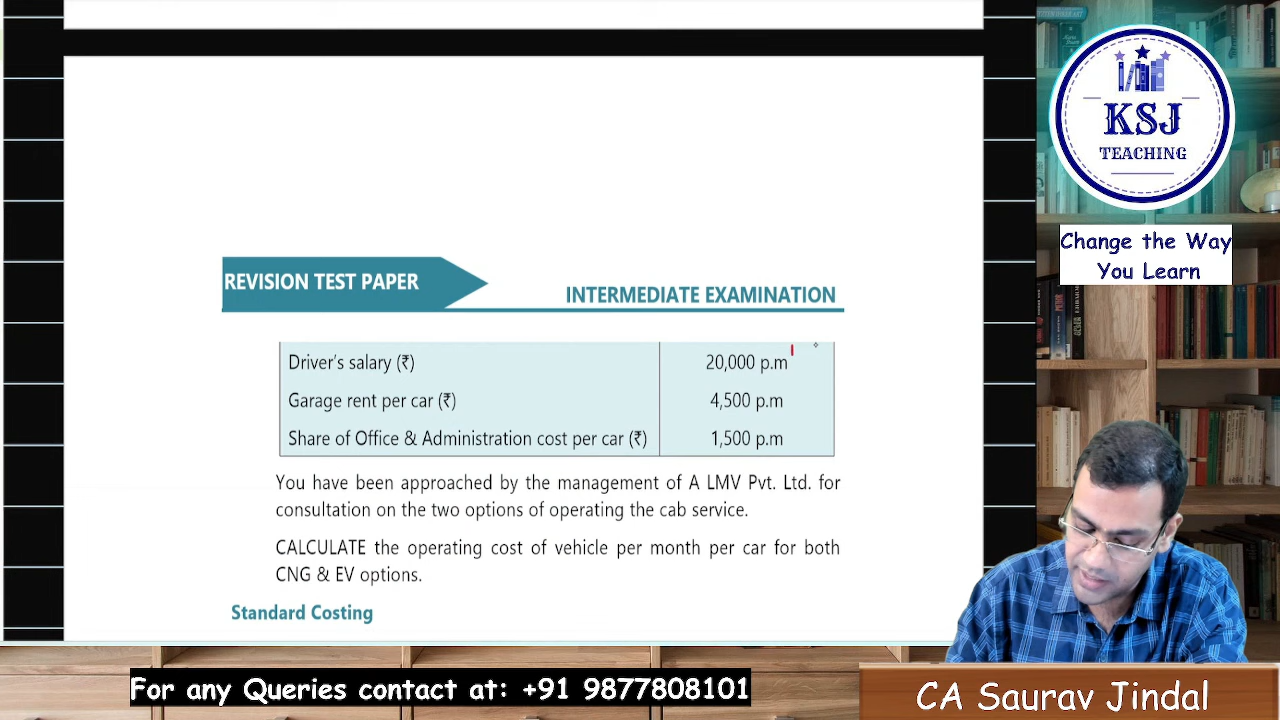 REVISION TEST PAPER
INTERMEDIATE EXAMINATION
Driver's salary (₹) 20,000 p.m
Garage rent per car (₹) 4,500 p.m
Share of Office & Administration cost per car (₹) 1,500 p.m
You have been approached by the management of A LMV Pvt. Ltd. for
consultation on the two options of operating the cab service.
CALCULATE the operating cost of vehicle per month per car for both
CNG & EV options.
Standard Costing
KSJ
TEACHING
Change the Way
You Learn
For any Queries contact at: +91 9877808101
CA Saurav Jindal